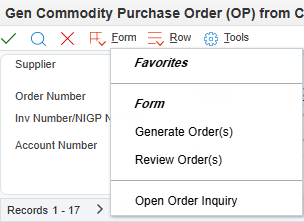 Gen Commodity Purchase Order (OP) from C
Form Row Tools
Supplier
Order Number
Inv Number/NIGP N
Account Number
Favorites
Form
Generate Order(s)
Review Order(s)
Open Order Inquiry
Records 1 - 17